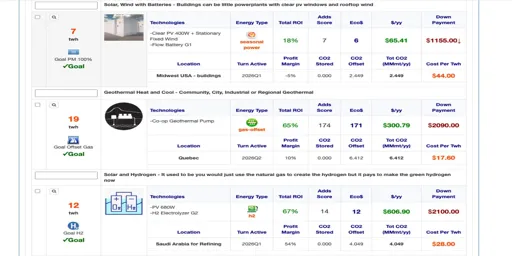 Solar, Wind with Batteries - Buildings can be little powerplants with clear pv windows and rooftop wind
Technologies Energy Type Total ROI Adds Score Eco$ $/yy Down Payment
7 twh
-Clear PV 400W + Stationary Fixed Wind
-Flow Battery G1
seasonal power 18% 7 6 $65.41 $1155.00↓
Goal PM 100%
✓Goal
Location Turn Active Profit Margin CO2 Stored CO2 Offset Tot CO2 (MMmt/yy) Cost Per Twh
Midwest USA - buildings 2026Q1 -5% 0.000 2.449 2.449 $44.00
Geothermal Heat and Cool - Community, City, Industrial or Regional Geothermal
Technologies Energy Type Total ROI Adds Score Eco$ $/yy Down Payment
19 twh
-Co-op Geothermal Pump gas-offset 65% 174 171 $300.79 $2090.00
Goal Offset Gas
✓Goal
Location Turn Active Profit Margin CO2 Stored CO2 Offset Tot CO2 (MMmt/yy) Cost Per Twh
Quebec 2026Q2 10% 0.000 6.412 6.412 $17.60
Solar and Hydrogen - It used to be you would just use the natural gas to create the hydrogen but it pays to make the green hydrogen
now
Technologies Energy Type Total ROI Adds Score Eco$ $/yy Down Payment
12 twh
-PV 680W
-H2 Electrolyzer G2
h2 67% 14 12 $606.90 $2100.00
H2
Goal H2
✓Goal
Location Turn Active Profit Margin CO2 Stored CO2 Offset Tot CO2 (MMmt/yy) Cost Per Twh
Saudi Arabia for Refining 2026Q1 54% 0.000 4.049 4.049 $28.00